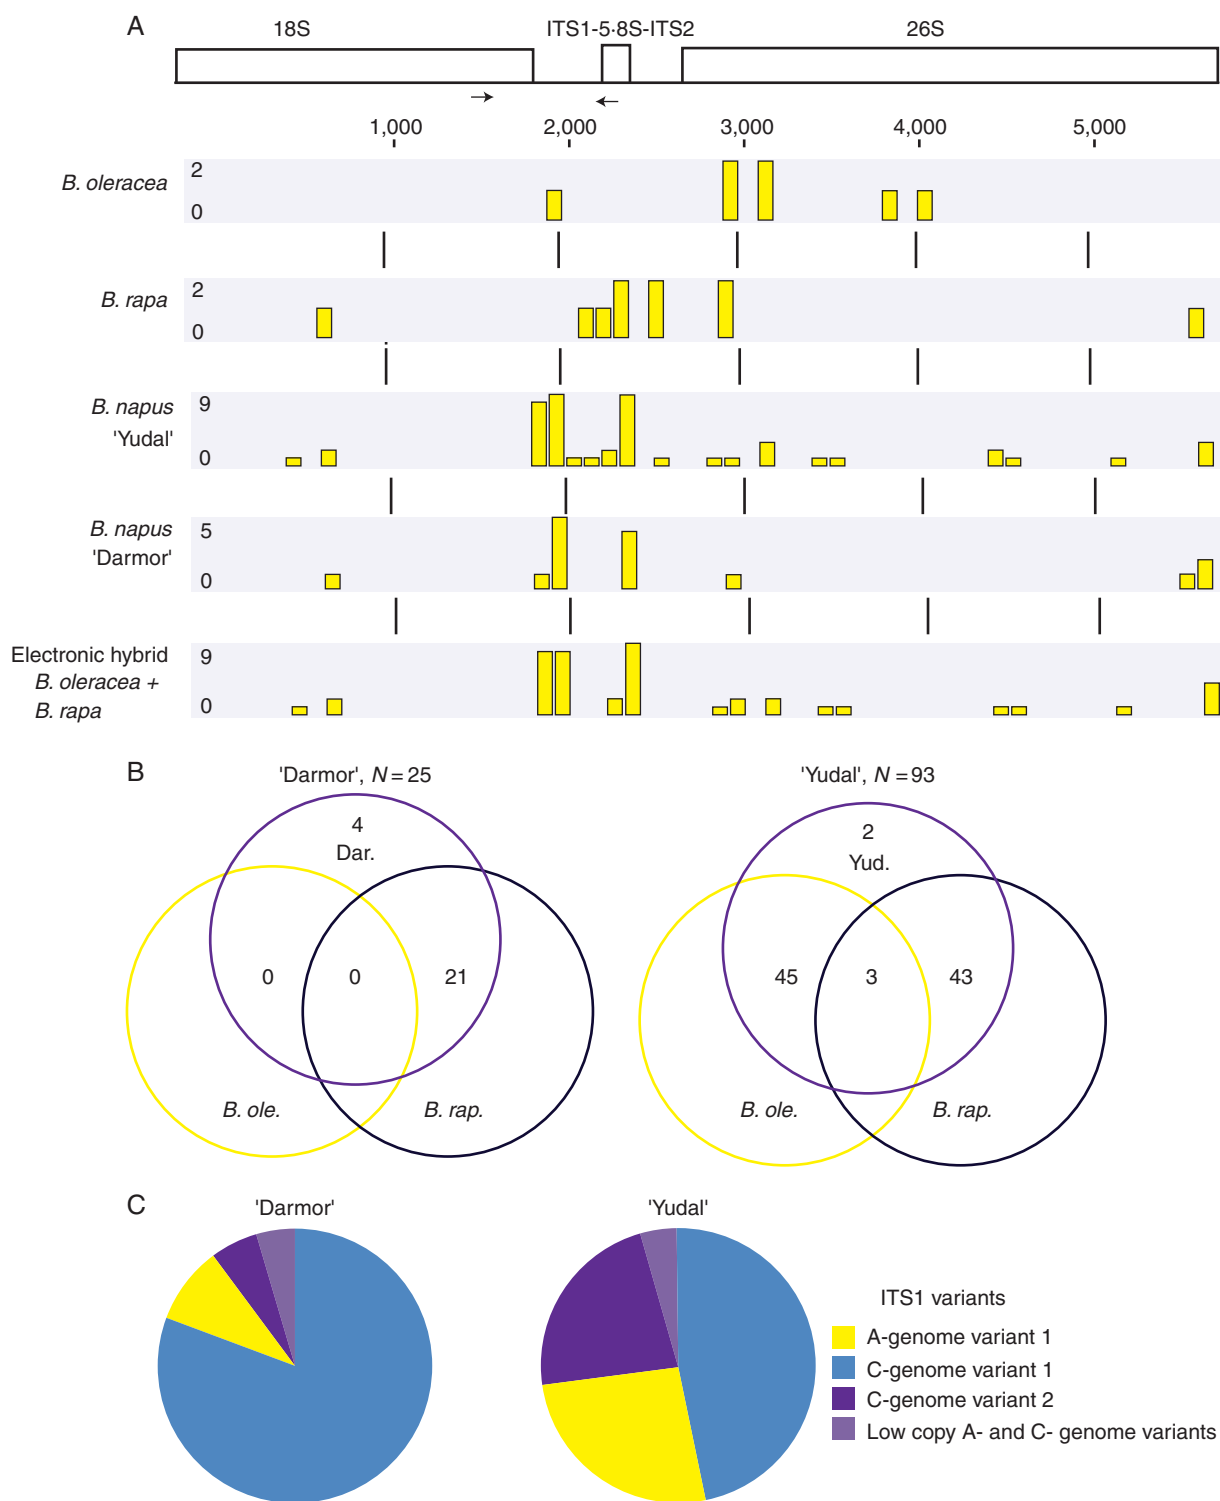 A
18S ITS1-5·8S-ITS2 26S
1,000 2,000 3,000 4,000 5,000
B. oleracea
2
0
B. rapa
2
0
B. napus
'Yudal'
9
0
B. napus
'Darmor'
5
0
Electronic hybrid
B. oleracea +
B. rapa
9
0
B
'Darmor', N = 25
4
Dar.
0 0 21
B. ole. B. rap.
'Yudal', N = 93
2
Yud.
45 3 43
B. ole. B. rap.
C
'Darmor'
'Yudal'
ITS1 variants
A-genome variant 1
C-genome variant 1
C-genome variant 2
Low copy A- and C- genome variants